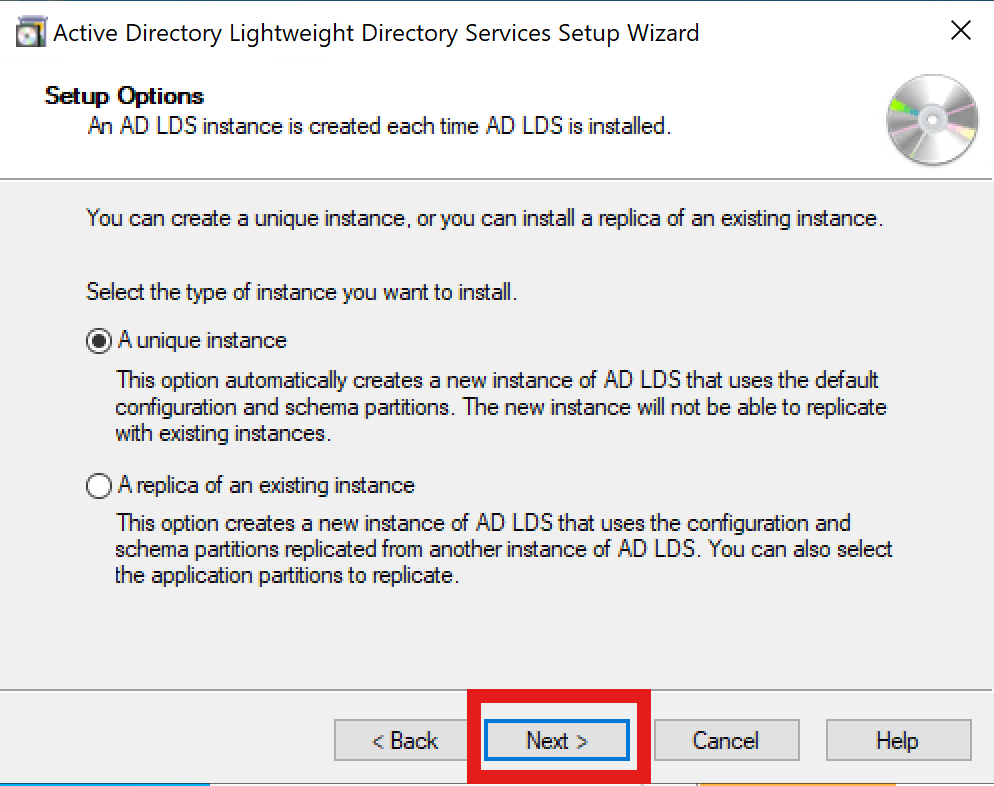 Active Directory Lightweight Directory Services Setup Wizard
Setup Options
An AD LDS instance is created each time AD LDS is installed.
You can create a unique instance, or you can install a replica of an existing instance.
Select the type of instance you want to install.
A unique instance
This option automatically creates a new instance of AD LDS that uses the default
configuration and schema partitions. The new instance will not be able to replicate
with existing instances.
A replica of an existing instance
This option creates a new instance of AD LDS that uses the configuration and
schema partitions replicated from another instance of AD LDS. You can also select
the application partitions to replicate.
< Back Next > Cancel Help